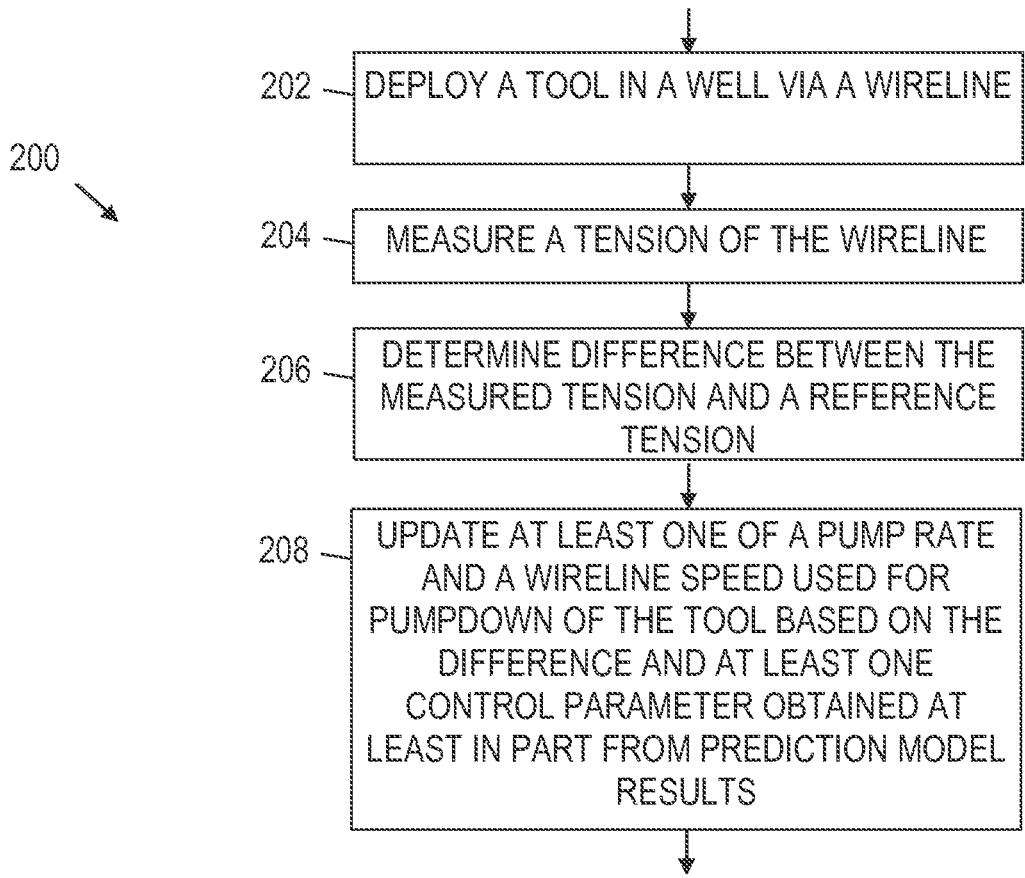 202
DEPLOY A TOOL IN A WELL VIA A WIRELINE
200
204
MEASURE A TENSION OF THE WIRELINE
206
DETERMINE DIFFERENCE BETWEEN THE
MEASURED TENSION AND A REFERENCE
TENSION
208
UPDATE AT LEAST ONE OF A PUMP RATE
AND A WIRELINE SPEED USED FOR
PUMPDOWN OF THE TOOL BASED ON THE
DIFFERENCE AND AT LEAST ONE
CONTROL PARAMETER OBTAINED AT
LEAST IN PART FROM PREDICTION MODEL
RESULTS